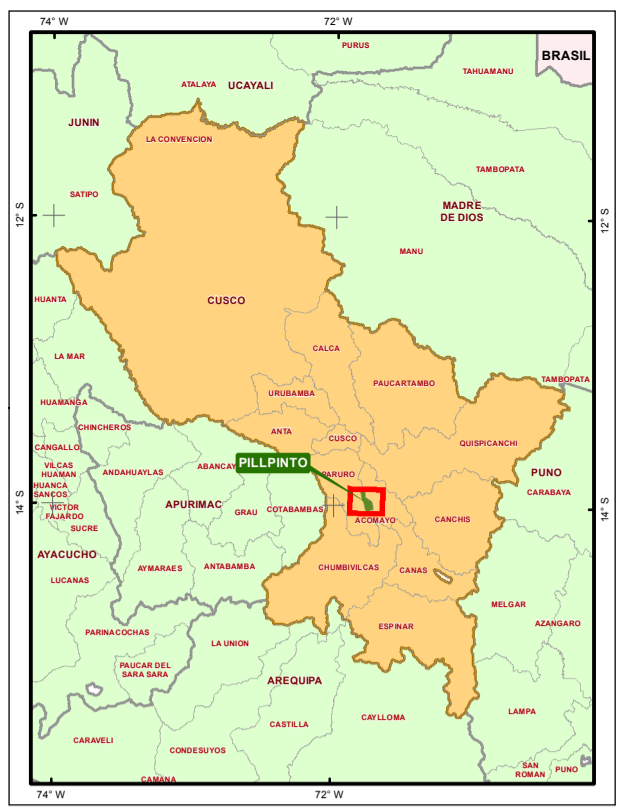 74° W
72° W
PURUS
BRASIL
TAHUAMANU
ATALAYA
UCAYALI
JUNIN
LA CONVENCION
TAMBOPATA
SATIPO
MADRE
DE DIOS
12° S
12° S
MANU
HUANTA
CUSCO
CALCA
LA MAR
PAUCARTAMBO
TAMBOPATA
URUBAMBA
HUAMANGA
CHINCHEROS
ANTA
CUSCO
QUISPICANCHI
CANGALLO
PILLPINTO
VILCAS
HUAMAN
ANDAHUAYLAS
ABANCAY
PARURO
PUNO
HUANCA
SANCOS
CARABAYA
14° S
14° S
VICTOR
FAJARDO
APURIMAC
GRAU
COTABAMBAS
ACOMAYO
CANCHIS
SUCRE
AYACUCHO
LUCANAS
AYMARAES
ANTABAMBA
CHUMBIVILCAS
CANAS
MELGAR
AZANGARO
PARINACOCHAS
LA UNION
ESPINAR
PAUCAR DEL
SARA SARA
AREQUIPA
CAYLLOMA
LAMPA
CASTILLA
CARAVELI
CONDESUYOS
SAN
ROMAN
PUNO
CAMANA
74° W
72° W